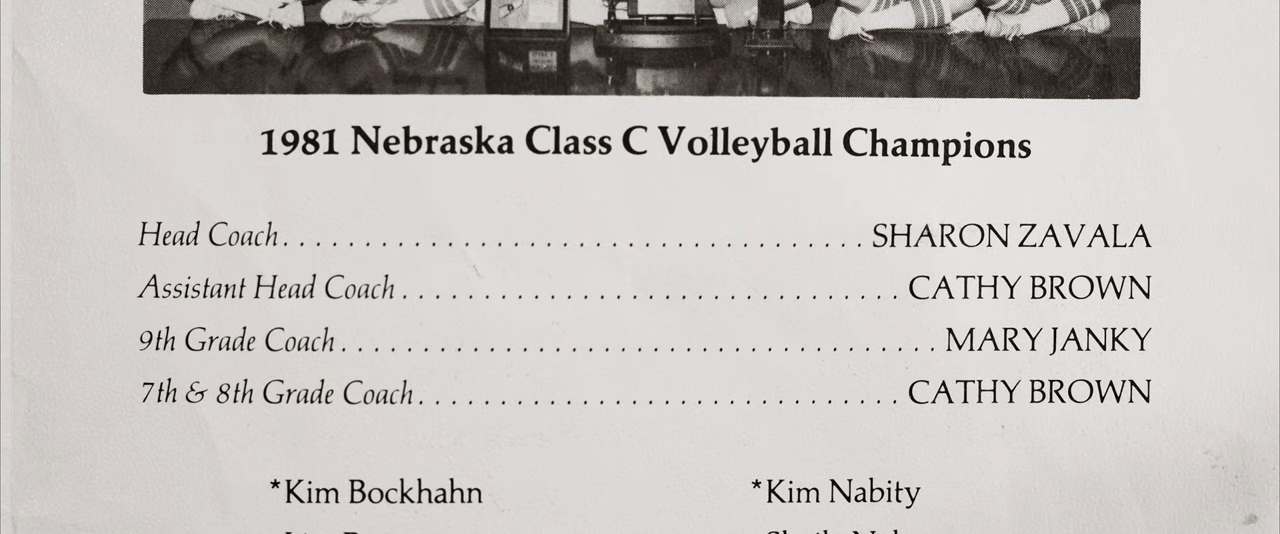 1981 Nebraska Class C Volleyball Champions
Head Coach. . . . . . . . . . . . . . . . . . . . . . . . . . . . . . . . . . . . . SHARON ZAVALA
Assistant Head Coach . . . . . . . . . . . . . . . . . . . . . . . . . . . . . . . CATHY BROWN
9th Grade Coach . . . . . . . . . . . . . . . . . . . . . . . . . . . . . . . . . . . . . MARY JANKY
7th & 8th Grade Coach . . . . . . . . . . . . . . . . . . . . . . . . . . . . . . CATHY BROWN
*Kim Bockhahn *Kim Nabity